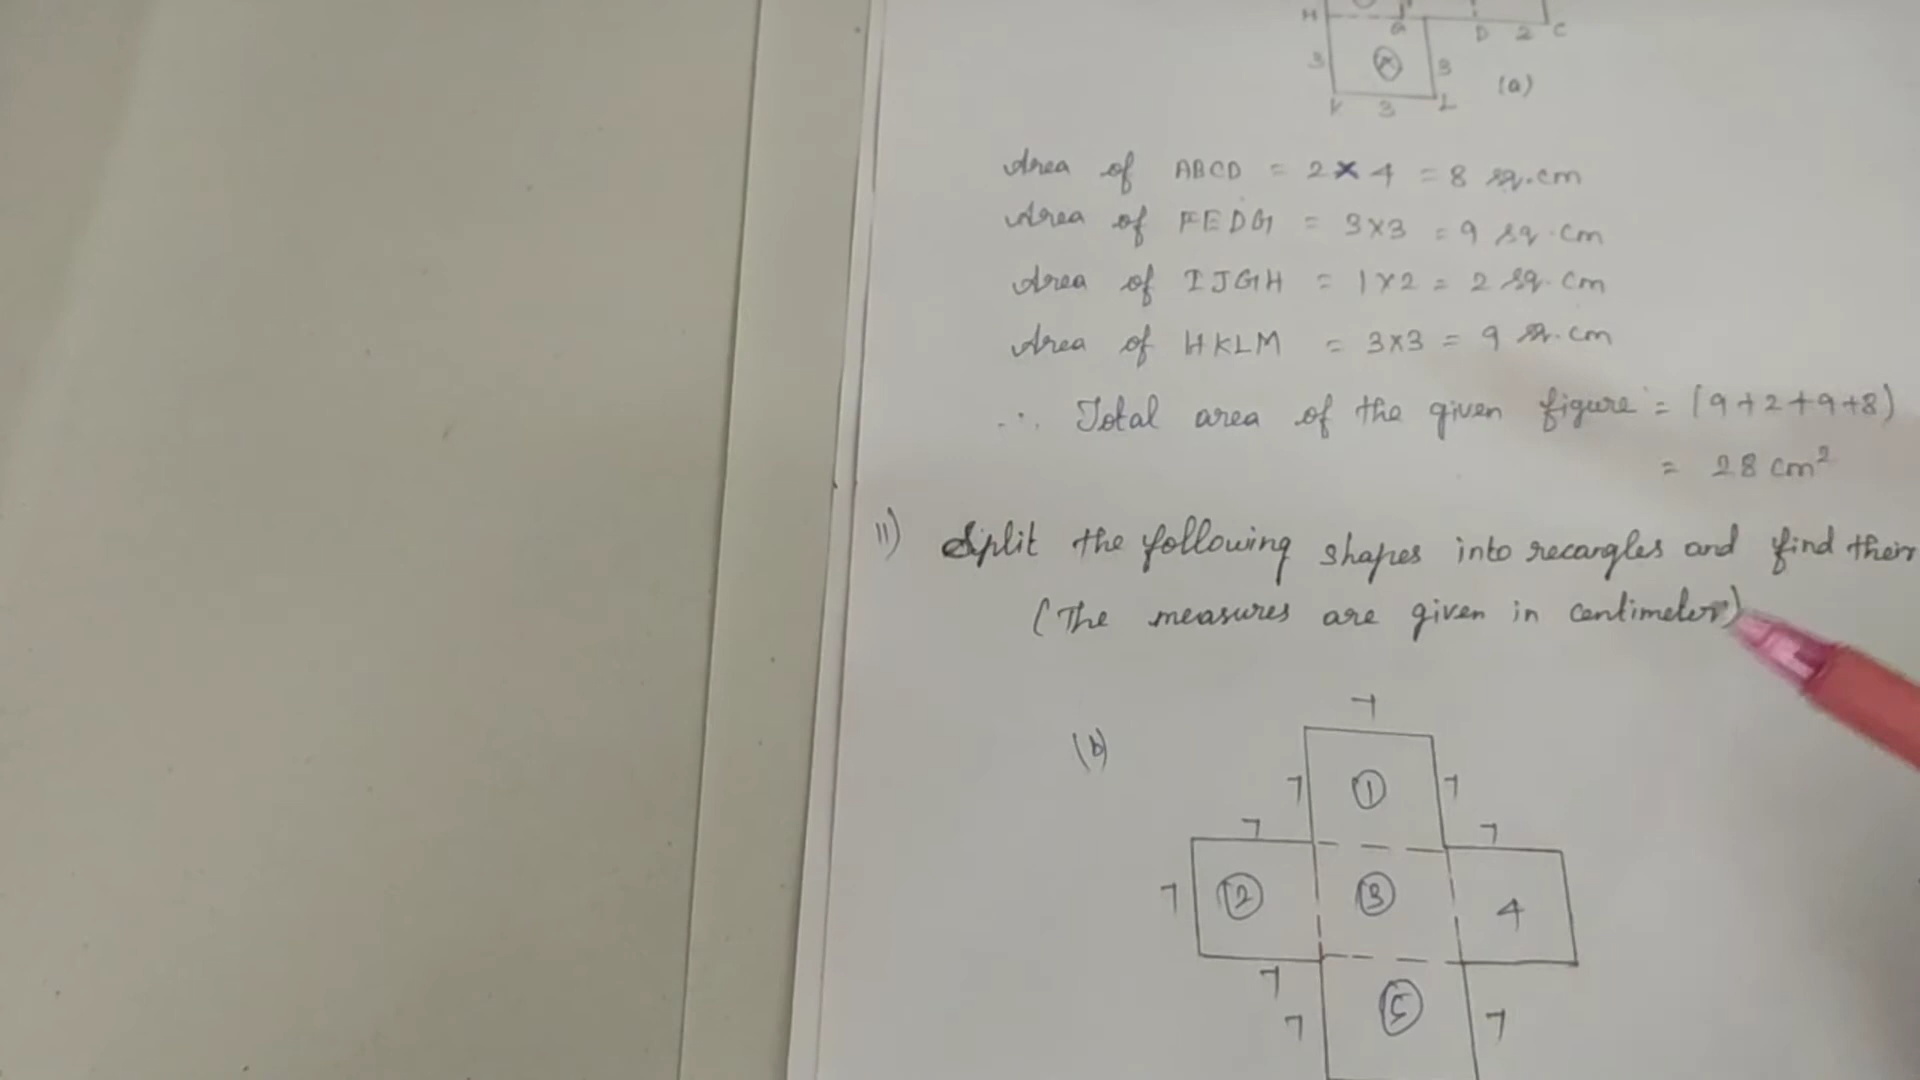 H G D 2 C
3 3 (a)
K 3 L
Area of ABCD = 2 × 4 = 8 sq.cm
Area of FEDG = 3×3 = 9 sq.cm
Area of IJGH = 1×2 = 2 sq.cm
Area of HKLM = 3×3 = 9 sq.cm
∴ Total area of the given figure = (9+2+9+8)
= 28 cm²
11) Split the following shapes into recangles and find their
(The measures are given in centimeter)
7
(b)
7 1 7
7 7
7 2 3 4
7
7 5 7